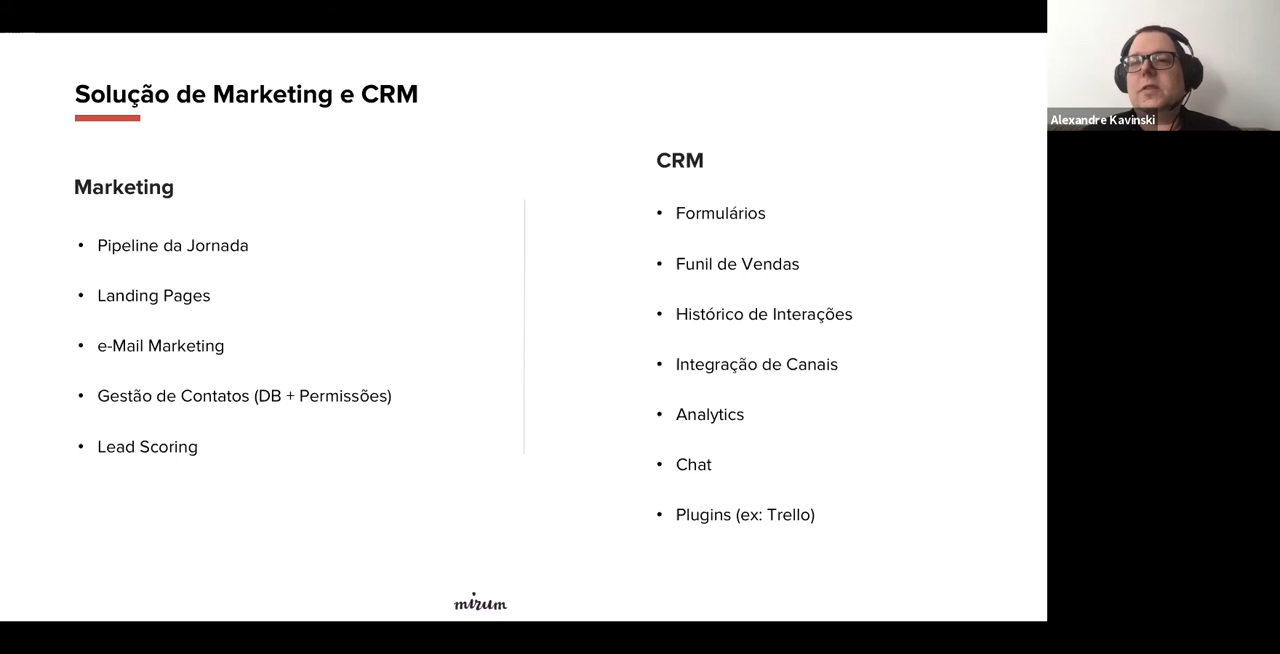 Solução de Marketing e CRM
Marketing
• Pipeline da Jornada
• Landing Pages
• e-Mail Marketing
• Gestão de Contatos (DB + Permissões)
• Lead Scoring
CRM
• Formulários
• Funil de Vendas
• Histórico de Interações
• Integração de Canais
• Analytics
• Chat
• Plugins (ex: Trello)
mirum
Alexandre Kavinski